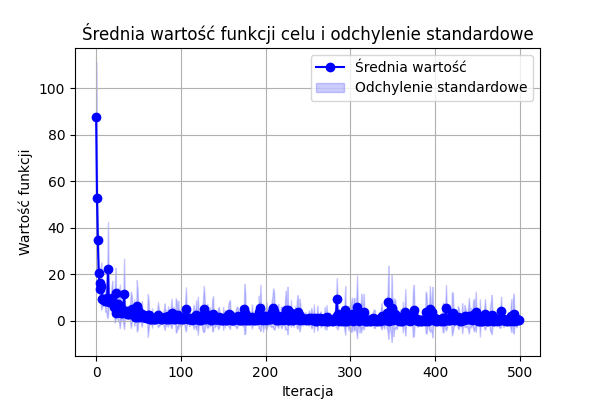 Średnia wartość funkcji celu i odchylenie standardowe
Średnia wartość
Odchylenie standardowe
Wartość funkcji
100
80
60
40
20
0
0 100 200 300 400 500
Iteracja